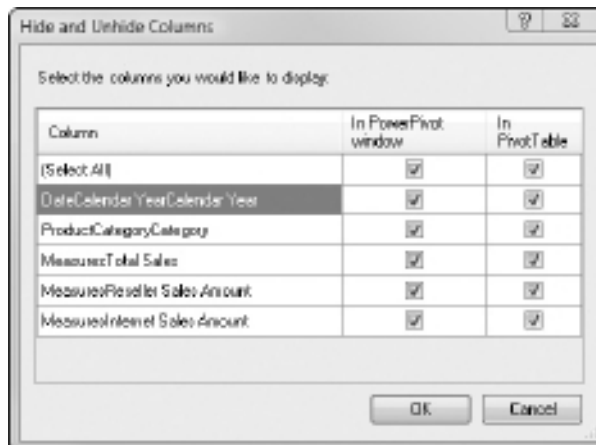 Hide and Unhide Columns
Select the columns you would like to display:
Column In PowerPivot window In PivotTable
(Select All)
DateCalendar YearCalendar Year
ProductCategoryCategory
MeasuresTotal Sales
MeasuresReseller Sales Amount
MeasuresInternet Sales Amount
OK Cancel